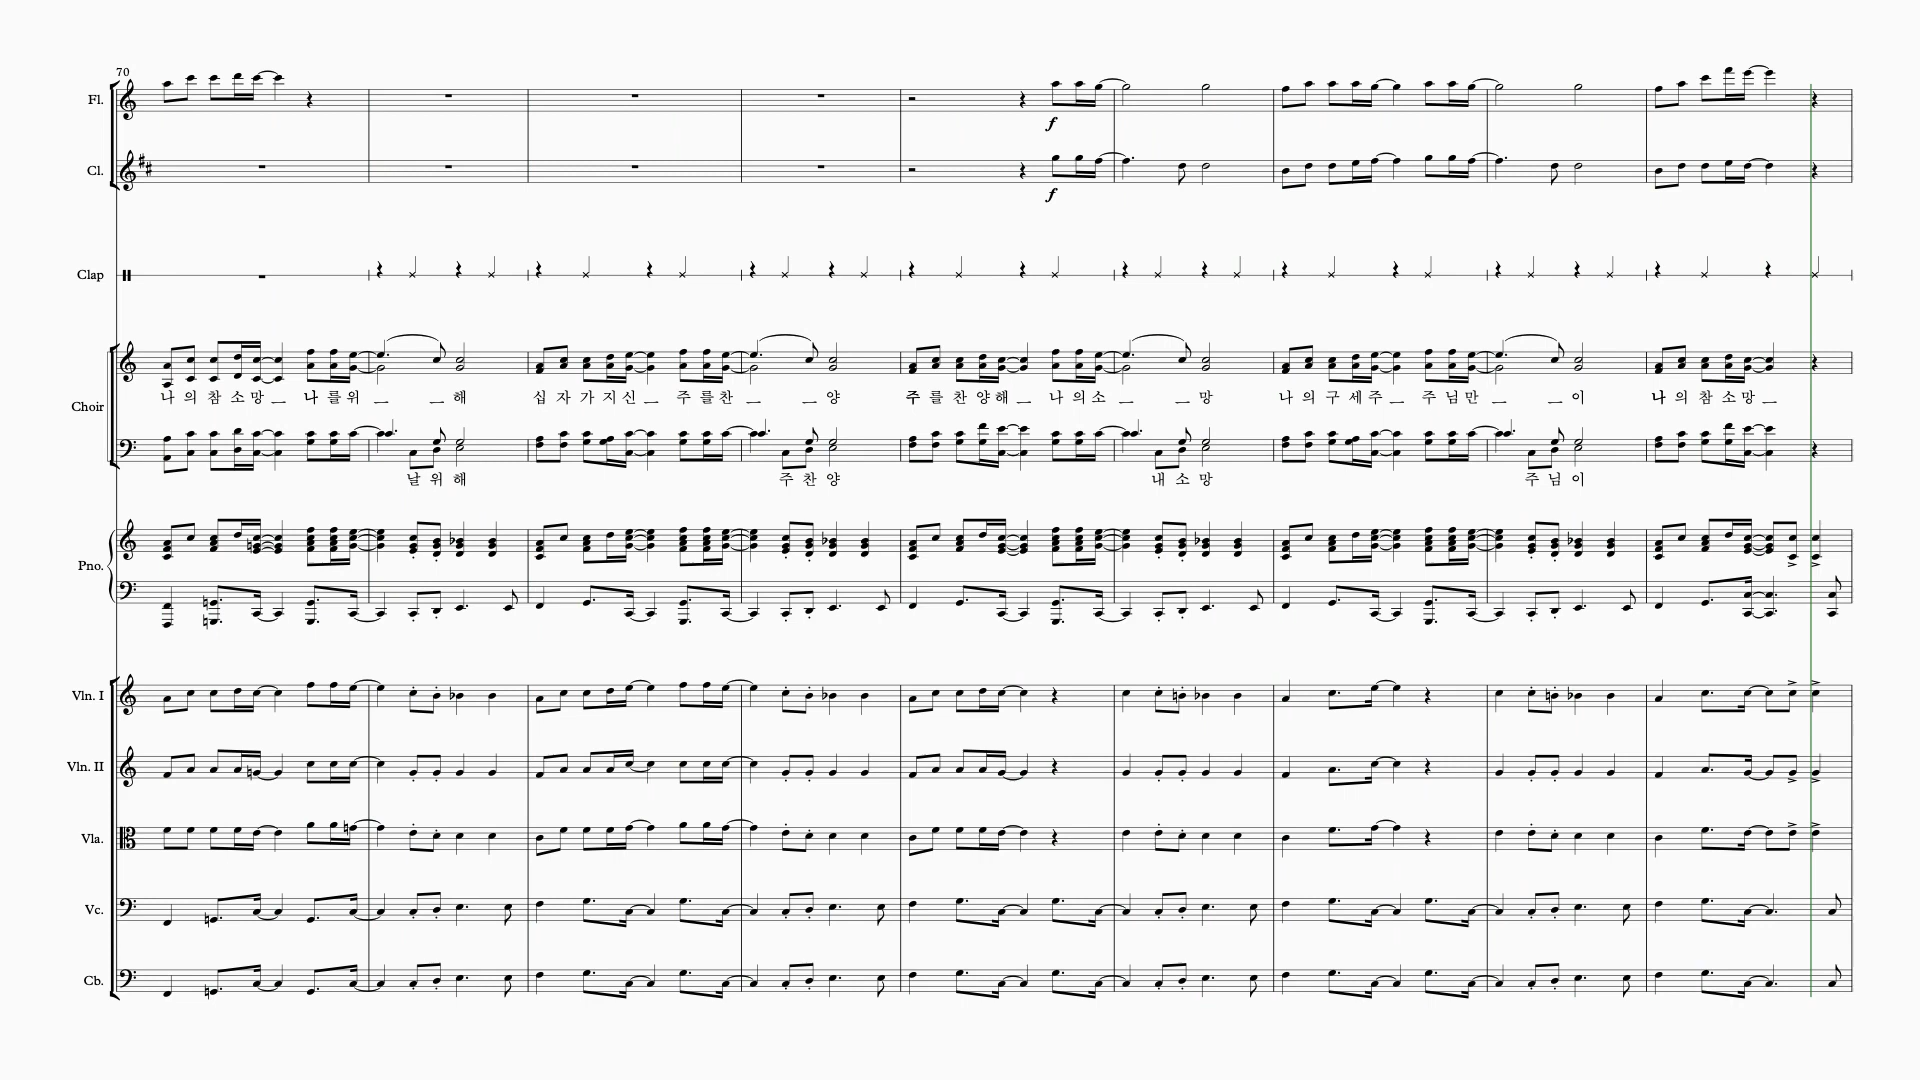 70
Fl.
f
Cl.
f
Clap
Choir
나 의 참 소 망 _ 나 를 위 _ _ 해 십 자 가 지 신 _ 주 를 찬 _ _ 양 주 를 찬 양 해 _ 나 의 소 _ _ 망 나 의 구 세 주 _ 주 님 만 _ _ 이 나 의 참 소 망 _
날 위 해 주 찬 양 내 소 망 주 님 이
Pno.
Vln. I
Vln. II
Vla.
Vc.
Cb.